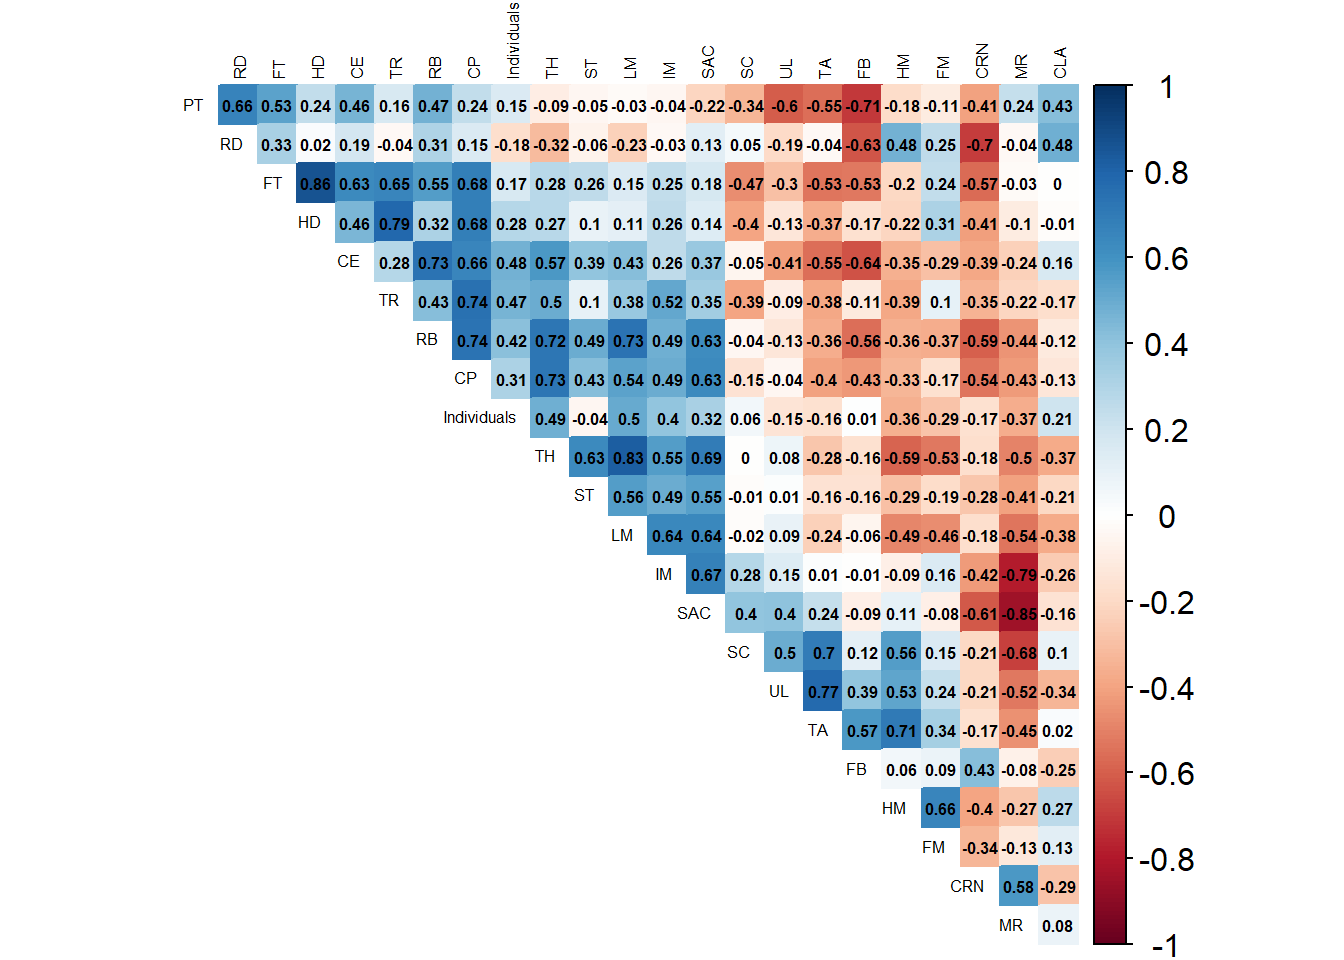 RD FT HD CE TR RB CP Individuals TH ST LM IM SAC SC UL TA FB HM FM CRN MR CLA
PT 0.66 0.53 0.24 0.46 0.16 0.47 0.24 0.15 -0.09 -0.05 -0.03 -0.04 -0.22 -0.34 -0.6 -0.55 -0.71 -0.18 -0.11 -0.41 0.24 0.43
RD 0.33 0.02 0.19 -0.04 0.31 0.15 -0.18 -0.32 -0.06 -0.23 -0.03 0.13 0.05 -0.19 -0.04 -0.63 0.48 0.25 -0.7 -0.04 0.48
FT 0.86 0.63 0.65 0.55 0.68 0.17 0.28 0.26 0.15 0.25 0.18 -0.47 -0.3 -0.53 -0.53 -0.2 0.24 -0.57 -0.03 0
HD 0.46 0.79 0.32 0.68 0.28 0.27 0.1 0.11 0.26 0.14 -0.4 -0.13 -0.37 -0.17 -0.22 0.31 -0.41 -0.1 -0.01
CE 0.28 0.73 0.66 0.48 0.57 0.39 0.43 0.26 0.37 -0.05 -0.41 -0.55 -0.64 -0.35 -0.29 -0.39 -0.24 0.16
TR 0.43 0.74 0.47 0.5 0.1 0.38 0.52 0.35 -0.39 -0.09 -0.38 -0.11 -0.39 0.1 -0.35 -0.22 -0.17
RB 0.74 0.42 0.72 0.49 0.73 0.49 0.63 -0.04 -0.13 -0.36 -0.56 -0.36 -0.37 -0.59 -0.44 -0.12
CP 0.31 0.73 0.43 0.54 0.49 0.63 -0.15 -0.04 -0.4 -0.43 -0.33 -0.17 -0.54 -0.43 -0.13
Individuals 0.49 -0.04 0.5 0.4 0.32 0.06 -0.15 -0.16 0.01 -0.36 -0.29 -0.17 -0.37 0.21
TH 0.63 0.83 0.55 0.69 0 0.08 -0.28 -0.16 -0.59 -0.53 -0.18 -0.5 -0.37
ST 0.56 0.49 0.55 -0.01 0.01 -0.16 -0.16 -0.29 -0.19 -0.28 -0.41 -0.21
LM 0.64 0.64 -0.02 0.09 -0.24 -0.06 -0.49 -0.46 -0.18 -0.54 -0.38
IM 0.67 0.28 0.15 0.01 -0.01 -0.09 0.16 -0.42 -0.79 -0.26
SAC 0.4 0.4 0.24 -0.09 0.11 -0.08 -0.61 -0.85 -0.16
SC 0.5 0.7 0.12 0.56 0.15 -0.21 -0.68 0.1
UL 0.77 0.39 0.53 0.24 -0.21 -0.52 -0.34
TA 0.57 0.71 0.34 -0.17 -0.45 0.02
FB 0.06 0.09 0.43 -0.08 -0.25
HM 0.66 -0.4 -0.27 0.27
FM -0.34 -0.13 0.13
CRN 0.58 -0.29
MR 0.08
1
0.8
0.6
0.4
0.2
0
-0.2
-0.4
-0.6
-0.8
-1